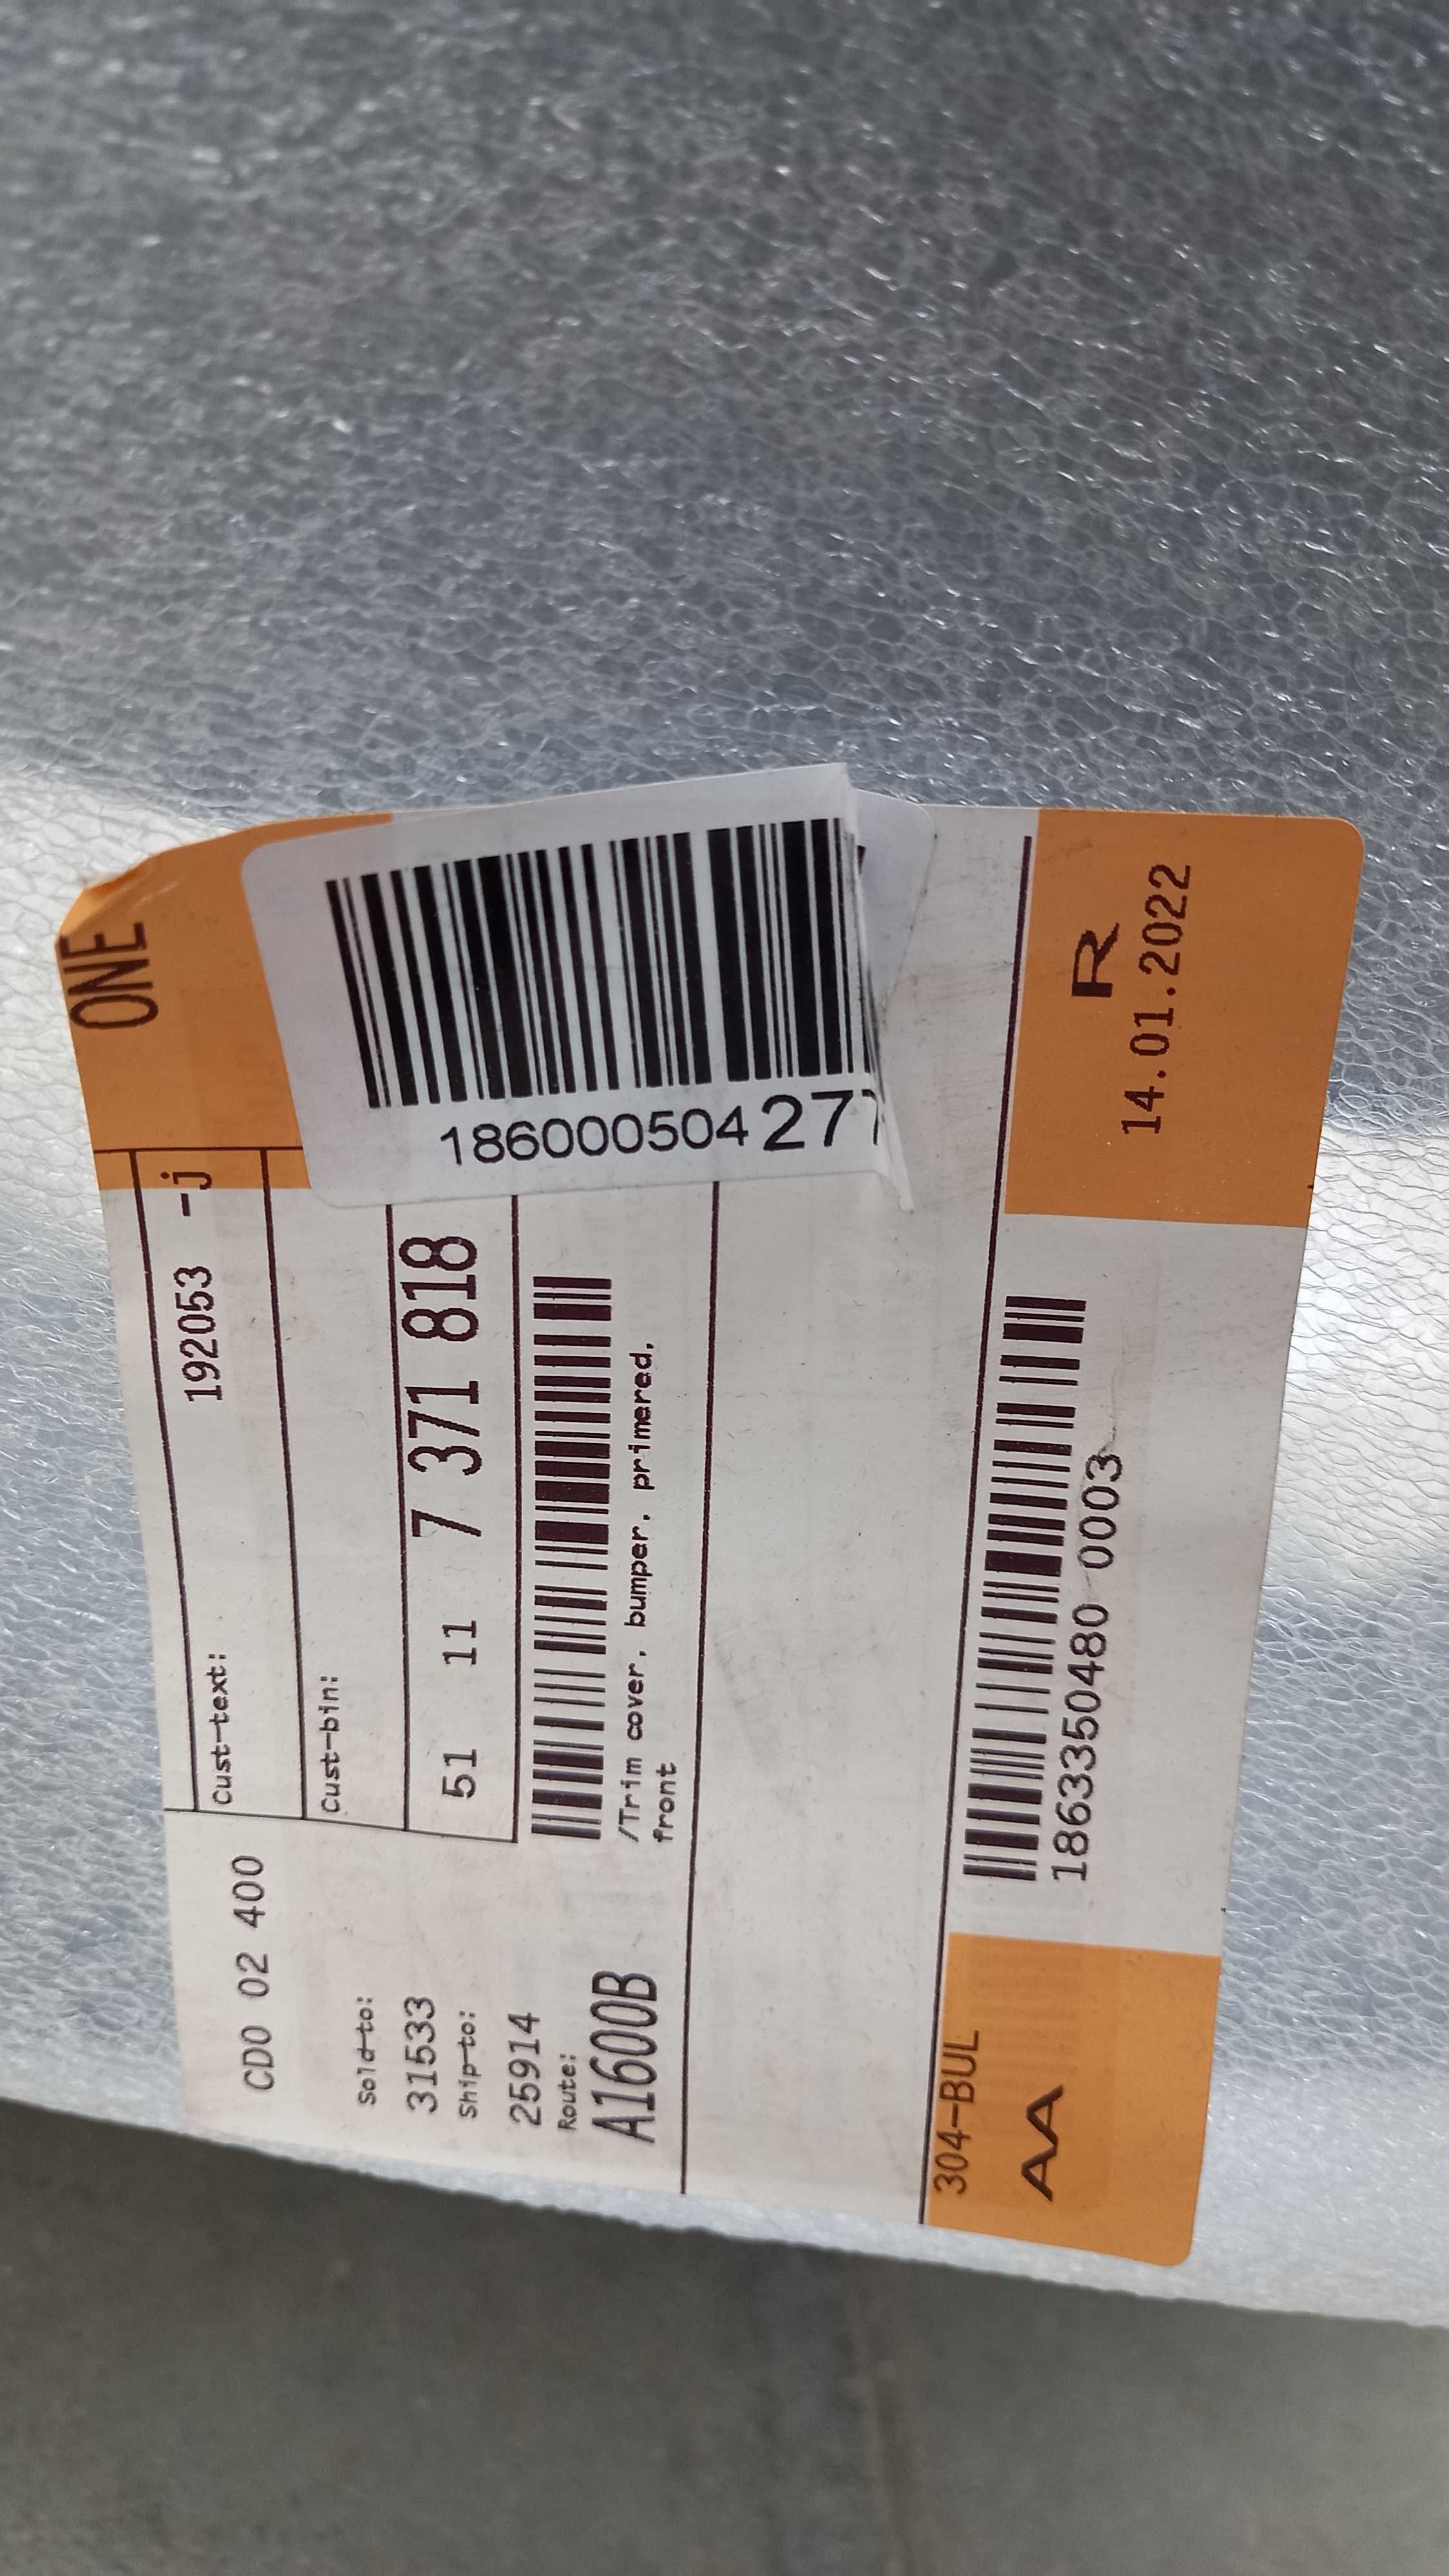 ONE
CD0 02 400
Cust-text:
192053 -j
Cust-bin:
Sold-to:
31533
Ship-to:
25914
Route:
A1600B
51 11 7 371 818
/Trim cover, bumper, primered,
front
18600050427
304-BUL
AA
1863350480 0003
R
14.01.2022